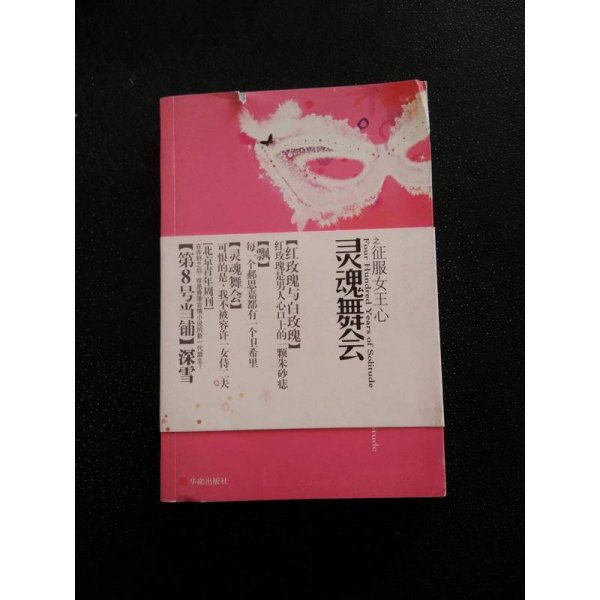 之征服女王心
Four Hundred Years of Solitude
灵魂舞会
【红玫瑰与白玫瑰】
红玫瑰是男人心口上的一颗朱砂痣
【飘】
每一个郝思嘉都有一个卫希里
【灵魂舞会】
可恨的是，我不被容许一女侍二夫
［北京青年周刊］
【第8号当铺】深雪
华夏出版社